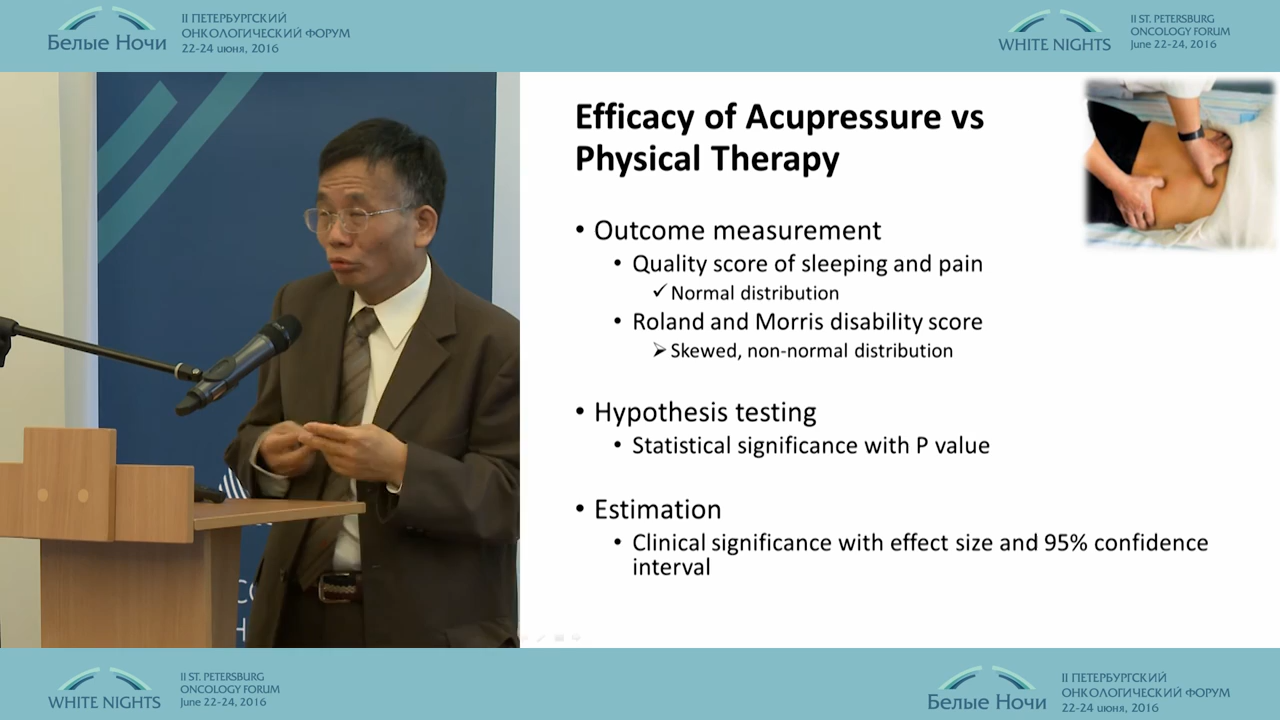 Белые Ночи
II ПЕТЕРБУРГСКИЙ
ОНКОЛОГИЧЕСКИЙ ФОРУМ
22-24 июня, 2016
WHITE NIGHTS
II ST. PETERSBURG
ONCOLOGY FORUM
June 22-24, 2016
Efficacy of Acupressure vs
Physical Therapy
• Outcome measurement
• Quality score of sleeping and pain
✓ Normal distribution
• Roland and Morris disability score
➢ Skewed, non-normal distribution
• Hypothesis testing
• Statistical significance with P value
• Estimation
• Clinical significance with effect size and 95% confidence
interval
WHITE NIGHTS
II ST. PETERSBURG
ONCOLOGY FORUM
June 22-24, 2016
Белые Ночи
II ПЕТЕРБУРГСКИЙ
ОНКОЛОГИЧЕСКИЙ ФОРУМ
22-24 июня, 2016